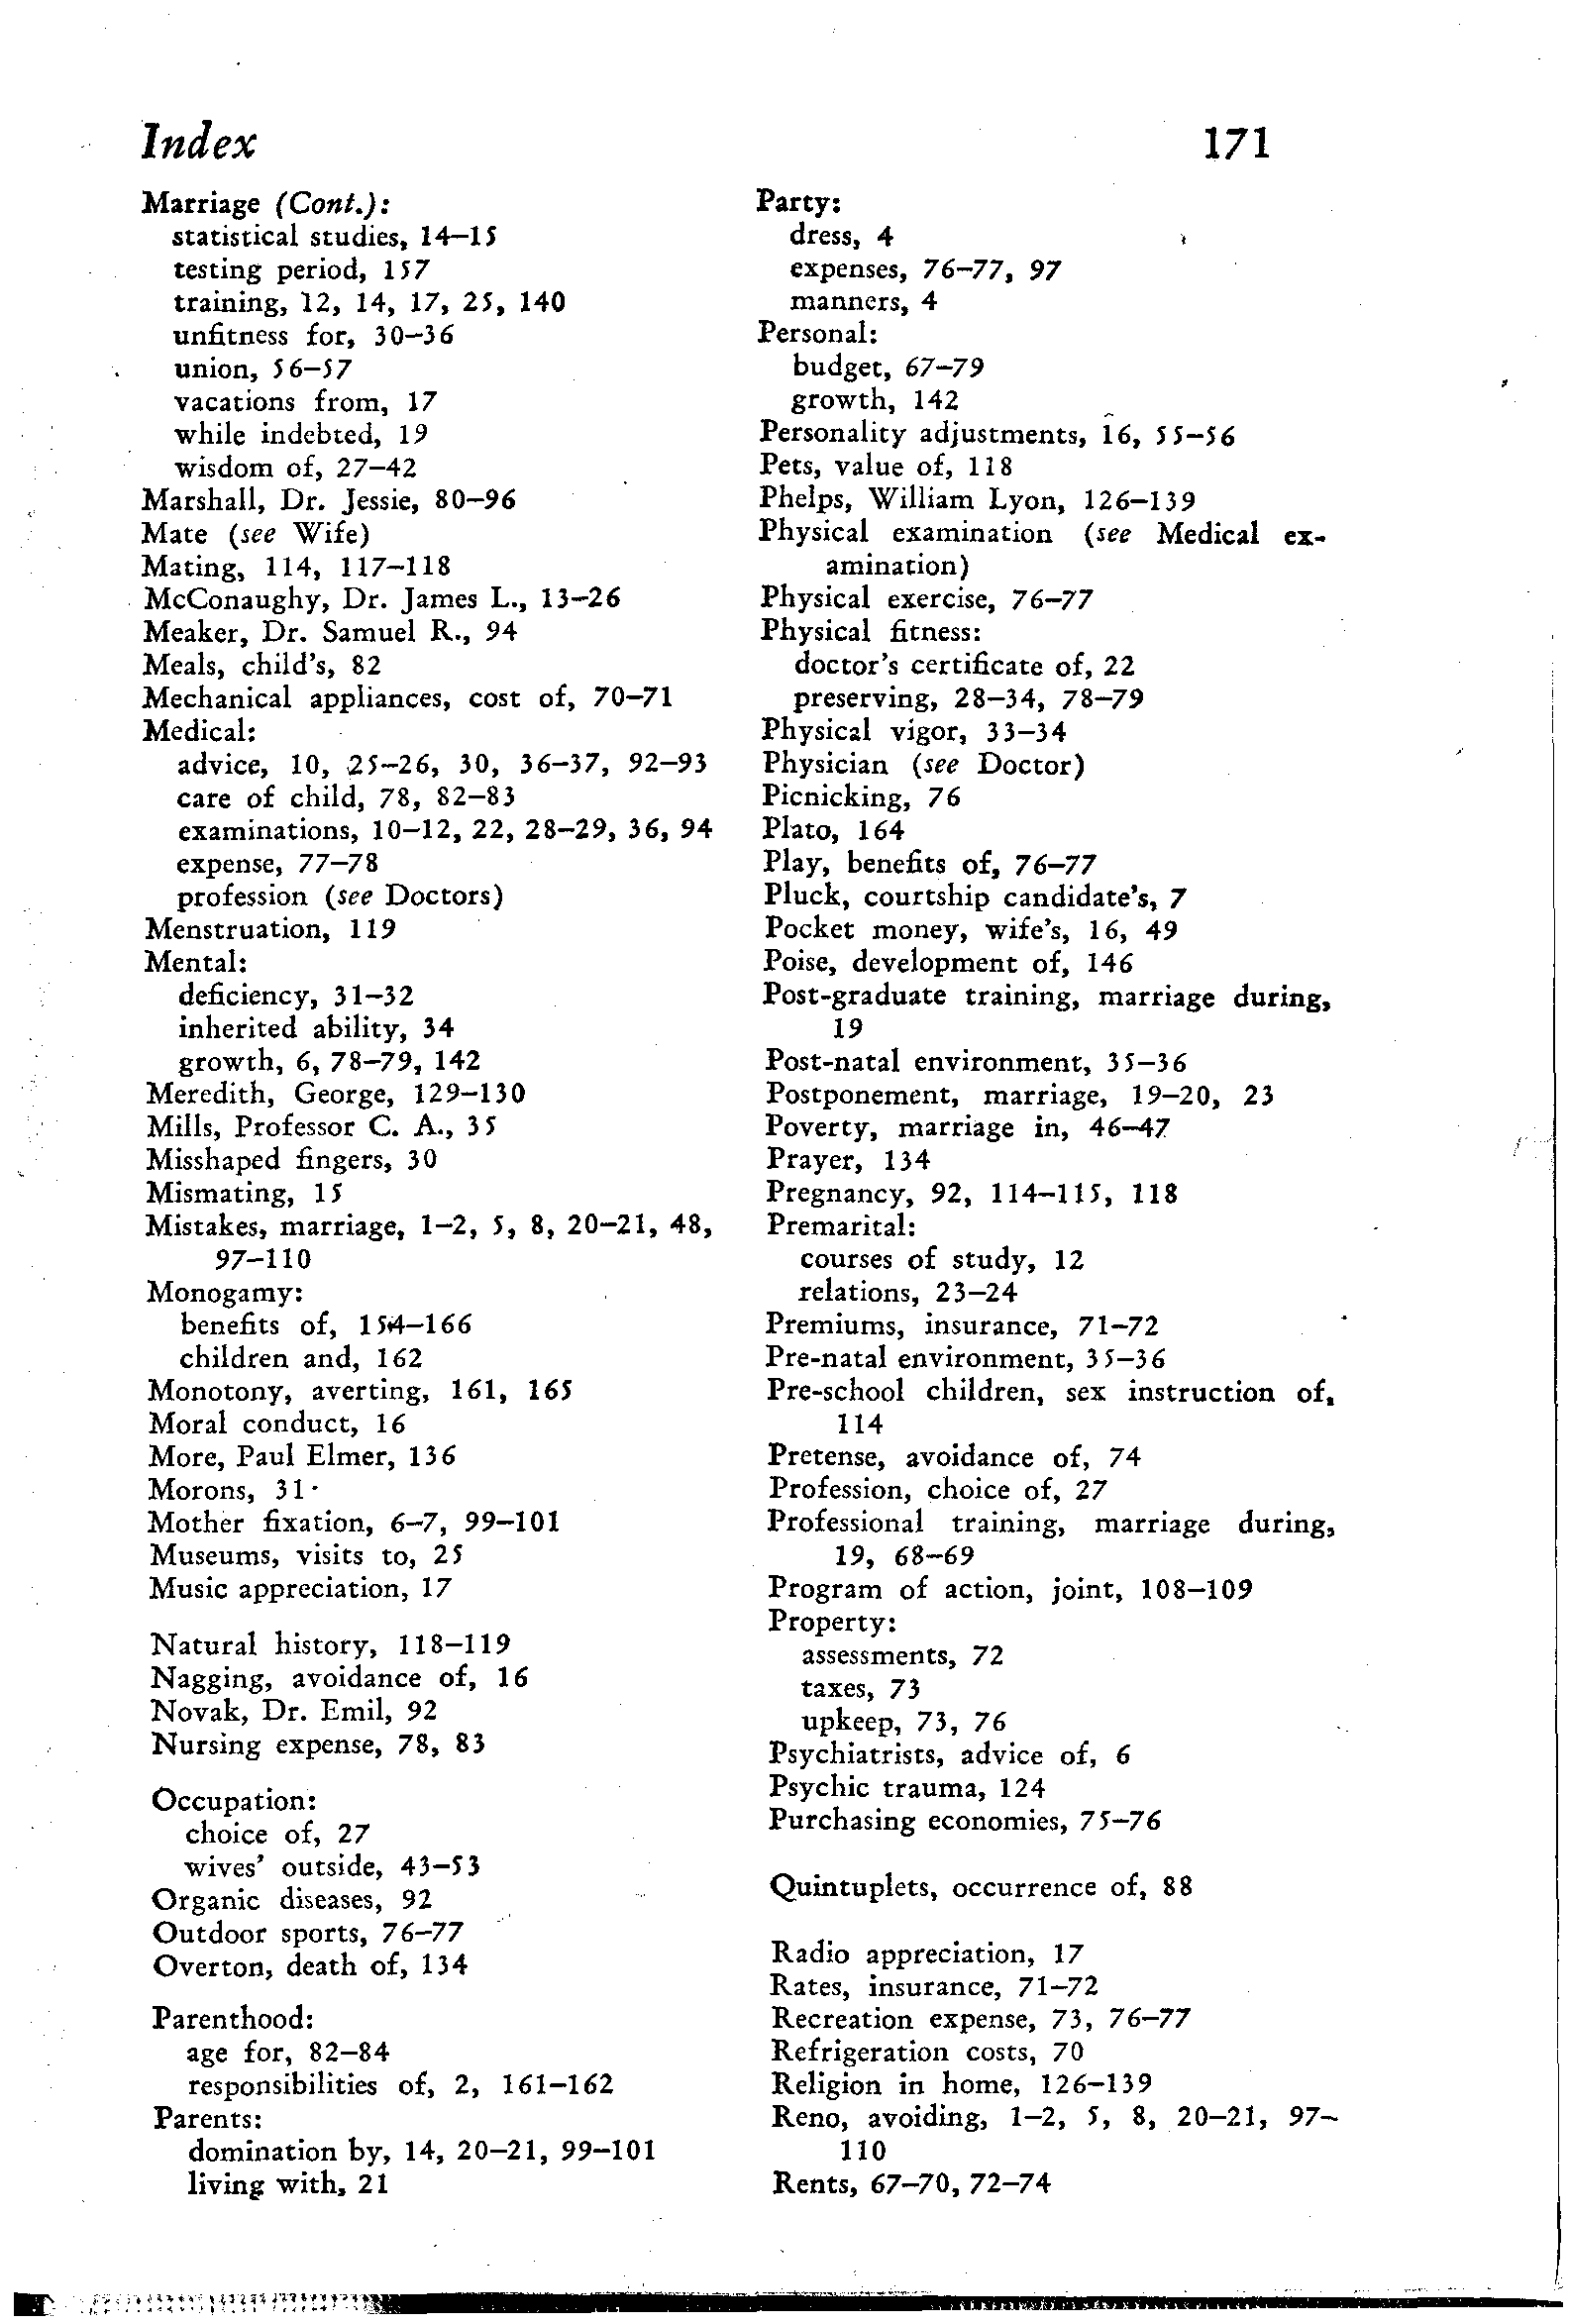 Index
171
Marriage (Cont.):
statistical studies, 14–15
testing period, 157
training, 12, 14, 17, 25, 140
unfitness for, 30–36
union, 56–57
vacations from, 17
while indebted, 19
wisdom of, 27–42
Marshall, Dr. Jessie, 80–96
Mate (see Wife)
Mating, 114, 117–118
McConaughy, Dr. James L., 13–26
Meaker, Dr. Samuel R., 94
Meals, child's, 82
Mechanical appliances, cost of, 70–71
Medical:
advice, 10, 25–26, 30, 36–37, 92–93
care of child, 78, 82–83
examinations, 10–12, 22, 28–29, 36, 94
expense, 77–78
profession (see Doctors)
Menstruation, 119
Mental:
deficiency, 31–32
inherited ability, 34
growth, 6, 78–79, 142
Meredith, George, 129–130
Mills, Professor C. A., 35
Misshaped fingers, 30
Mismating, 15
Mistakes, marriage, 1–2, 5, 8, 20–21, 48,
97–110
Monogamy:
benefits of, 154–166
children and, 162
Monotony, averting, 161, 165
Moral conduct, 16
More, Paul Elmer, 136
Morons, 31
Mother fixation, 6–7, 99–101
Museums, visits to, 25
Music appreciation, 17
Natural history, 118–119
Nagging, avoidance of, 16
Novak, Dr. Emil, 92
Nursing expense, 78, 83
Occupation:
choice of, 27
wives' outside, 43–53
Organic diseases, 92
Outdoor sports, 76–77
Overton, death of, 134
Parenthood:
age for, 82–84
responsibilities of, 2, 161–162
Parents:
domination by, 14, 20–21, 99–101
living with, 21
Party:
dress, 4
expenses, 76–77, 97
manners, 4
Personal:
budget, 67–79
growth, 142
Personality adjustments, 16, 55–56
Pets, value of, 118
Phelps, William Lyon, 126–139
Physical examination (see Medical ex-
amination)
Physical exercise, 76–77
Physical fitness:
doctor's certificate of, 22
preserving, 28–34, 78–79
Physical vigor, 33–34
Physician (see Doctor)
Picnicking, 76
Plato, 164
Play, benefits of, 76–77
Pluck, courtship candidate's, 7
Pocket money, wife's, 16, 49
Poise, development of, 146
Post-graduate training, marriage during,
19
Post-natal environment, 35–36
Postponement, marriage, 19–20, 23
Poverty, marriage in, 46–47
Prayer, 134
Pregnancy, 92, 114–115, 118
Premarital:
courses of study, 12
relations, 23–24
Premiums, insurance, 71–72
Pre-natal environment, 35–36
Pre-school children, sex instruction of,
114
Pretense, avoidance of, 74
Profession, choice of, 27
Professional training, marriage during,
19, 68–69
Program of action, joint, 108–109
Property:
assessments, 72
taxes, 73
upkeep, 73, 76
Psychiatrists, advice of, 6
Psychic trauma, 124
Purchasing economies, 75–76
Quintuplets, occurrence of, 88
Radio appreciation, 17
Rates, insurance, 71–72
Recreation expense, 73, 76–77
Refrigeration costs, 70
Religion in home, 126–139
Reno, avoiding, 1–2, 5, 8, 20–21, 97–
110
Rents, 67–70, 72–74